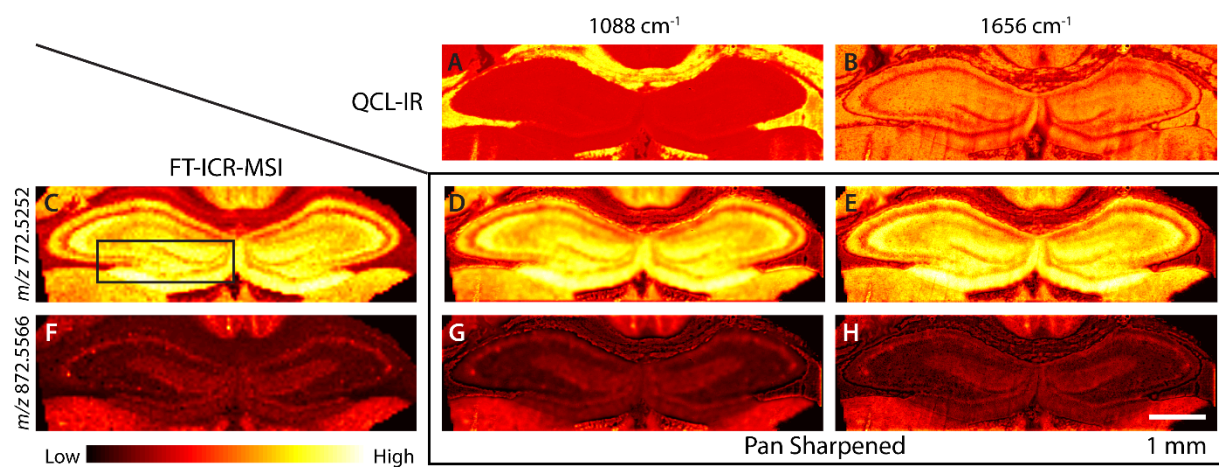 1088 cm⁻¹
1656 cm⁻¹
QCL-IR
A
B
FT-ICR-MSI
m/z 772.5252
C
D
E
m/z 872.5566
F
G
H
Low
High
Pan Sharpened
1 mm